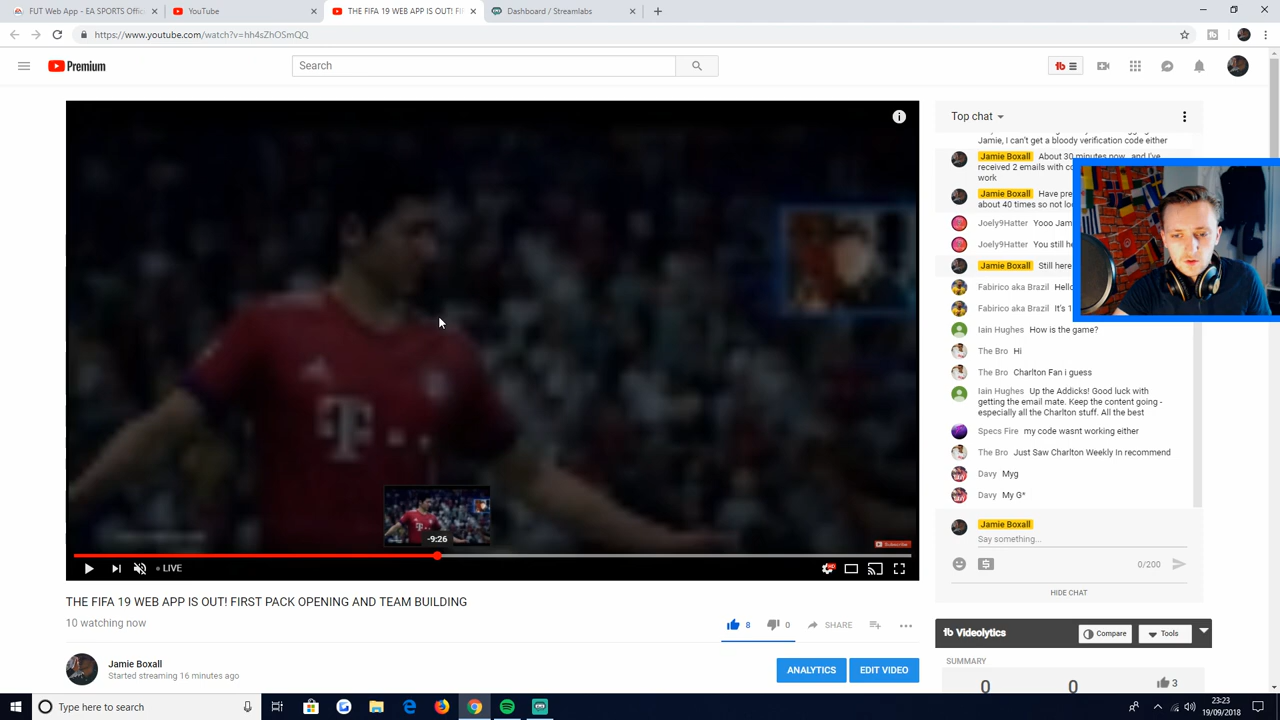 FUT Web App - EA SPORTS Offic
YouTube
THE FIFA 19 WEB APP IS OUT! FI
Dashboard / Streamlabs
https://www.youtube.com/watch?v=hh4sZhOSmQQ
Premium
Search
Top chat
Jamie, I can't get a bloody verification code either
Jamie Boxall About 30 minutes now.. and I've
received 2 emails with co
work
Jamie Boxall Have pre
about 40 times so not lo
Joely9Hatter Yooo Jam
Joely9Hatter You still he
Jamie Boxall Still here
Fabirico aka Brazil Hello
Fabirico aka Brazil It's 1
Iain Hughes How is the game?
The Bro Hi
The Bro Charlton Fan i guess
Iain Hughes Up the Addicks! Good luck with
getting the email mate. Keep the content going -
especially all the Charlton stuff. All the best
Specs Fire my code wasnt working either
The Bro Just Saw Charlton Weekly In recommend
Davy Myg
Davy My G*
Jamie Boxall
Say something...
0/200
HIDE CHAT
-9:26
Subscribe
LIVE
THE FIFA 19 WEB APP IS OUT! FIRST PACK OPENING AND TEAM BUILDING
10 watching now
8
0
SHARE
Jamie Boxall
Started streaming 16 minutes ago
ANALYTICS
EDIT VIDEO
tb Videolytics
Compare
Tools
SUMMARY
0
0
3
Type here to search
23:23
19/09/2018